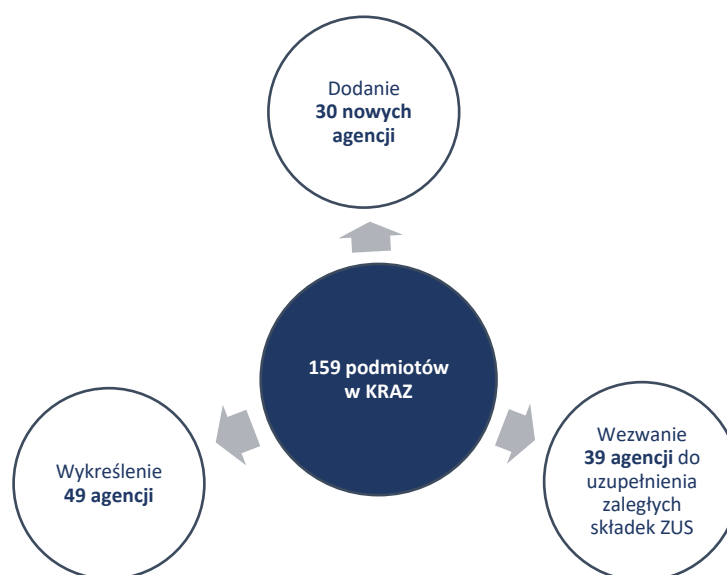 Dodanie
30 nowych
agencji
159 podmiotów
w KRAZ
Wykreślenie
49 agencji
Wezwanie
39 agencji do
uzupełnienia
zaległych
składek ZUS